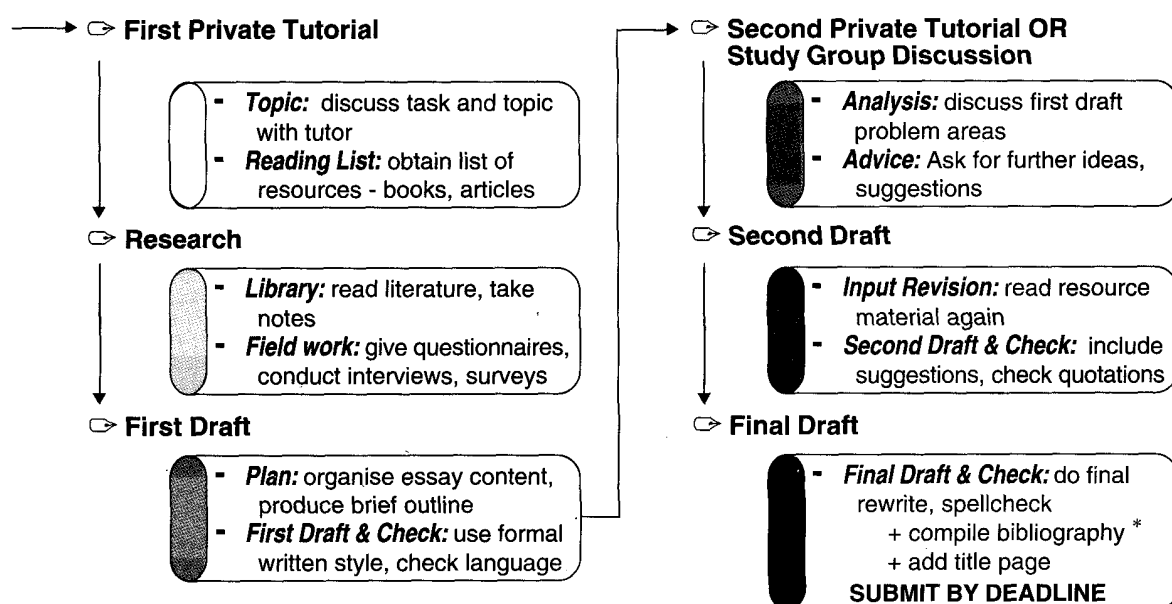 First Private Tutorial
- Topic: discuss task and topic
with tutor
- Reading List: obtain list of
resources - books, articles
Research
- Library: read literature, take
notes
- Field work: give questionnaires,
conduct interviews, surveys
First Draft
- Plan: organise essay content,
produce brief outline
- First Draft & Check: use formal
written style, check language
Second Private Tutorial OR
Study Group Discussion
- Analysis: discuss first draft
problem areas
- Advice: Ask for further ideas,
suggestions
Second Draft
- Input Revision: read resource
material again
- Second Draft & Check: include
suggestions, check quotations
Final Draft
- Final Draft & Check: do final
rewrite, spellcheck
+ compile bibliography *
+ add title page
SUBMIT BY DEADLINE